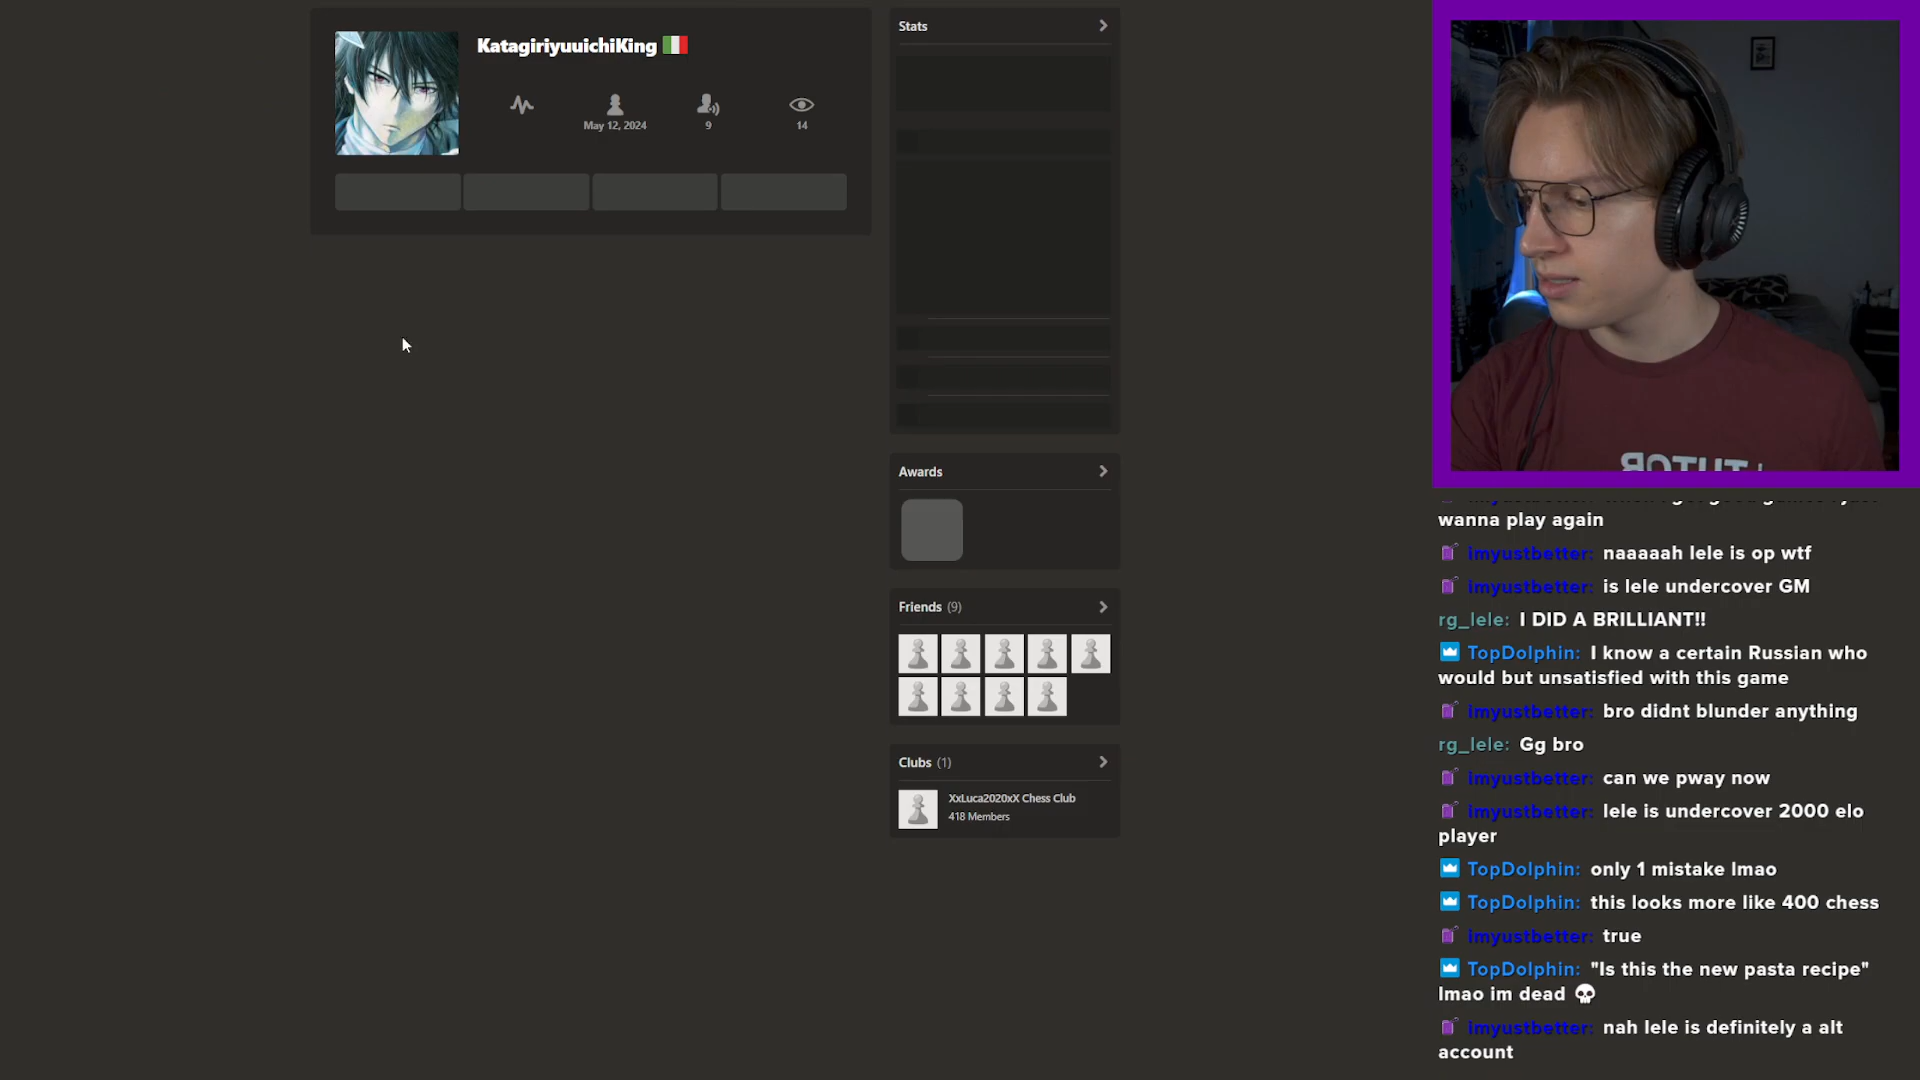 KatagiriyuuichiKing
May 12, 2024
9
14
Stats
Awards
Friends (9)
Clubs (1)
XxLuca2020xX Chess Club
418 Members
wanna play again
imyustbetter: naaaaah lele is op wtf
imyustbetter: is lele undercover GM
rg_lele: I DID A BRILLIANT!!
TopDolphin: I know a certain Russian who
would but unsatisfied with this game
imyustbetter: bro didnt blunder anything
rg_lele: Gg bro
imyustbetter: can we pway now
imyustbetter: lele is undercover 2000 elo
player
TopDolphin: only 1 mistake lmao
TopDolphin: this looks more like 400 chess
imyustbetter: true
TopDolphin: "Is this the new pasta recipe"
lmao im dead 💀
imyustbetter: nah lele is definitely a alt
account